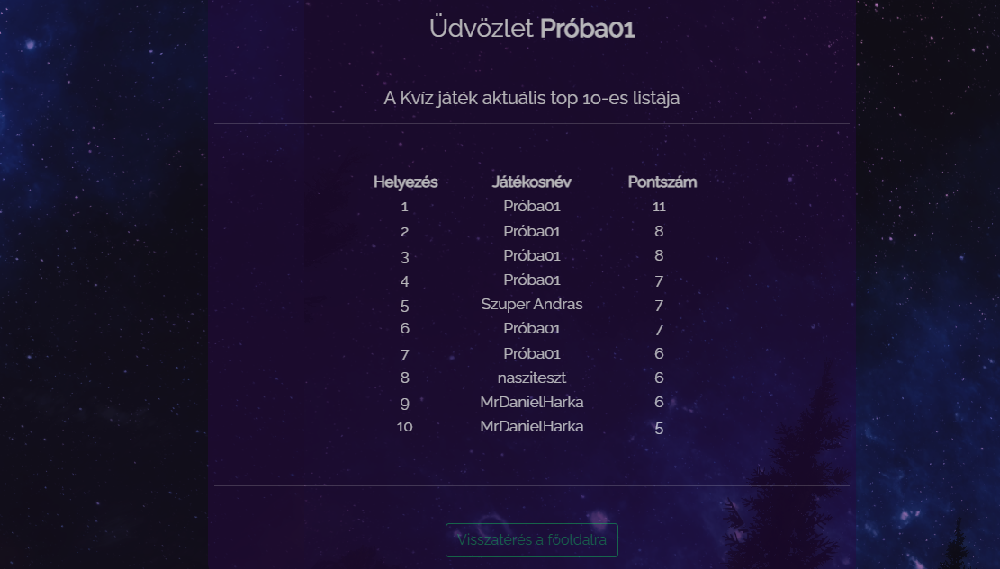 Üdvözlet Próba01
A Kvíz játék aktuális top 10-es listája
Helyezés Játékosnév Pontszám
1 Próba01 11
2 Próba01 8
3 Próba01 8
4 Próba01 7
5 Szuper Andras 7
6 Próba01 7
7 Próba01 6
8 nasziteszt 6
9 MrDanielHarka 6
10 MrDanielHarka 5
Visszatérés a főoldalra